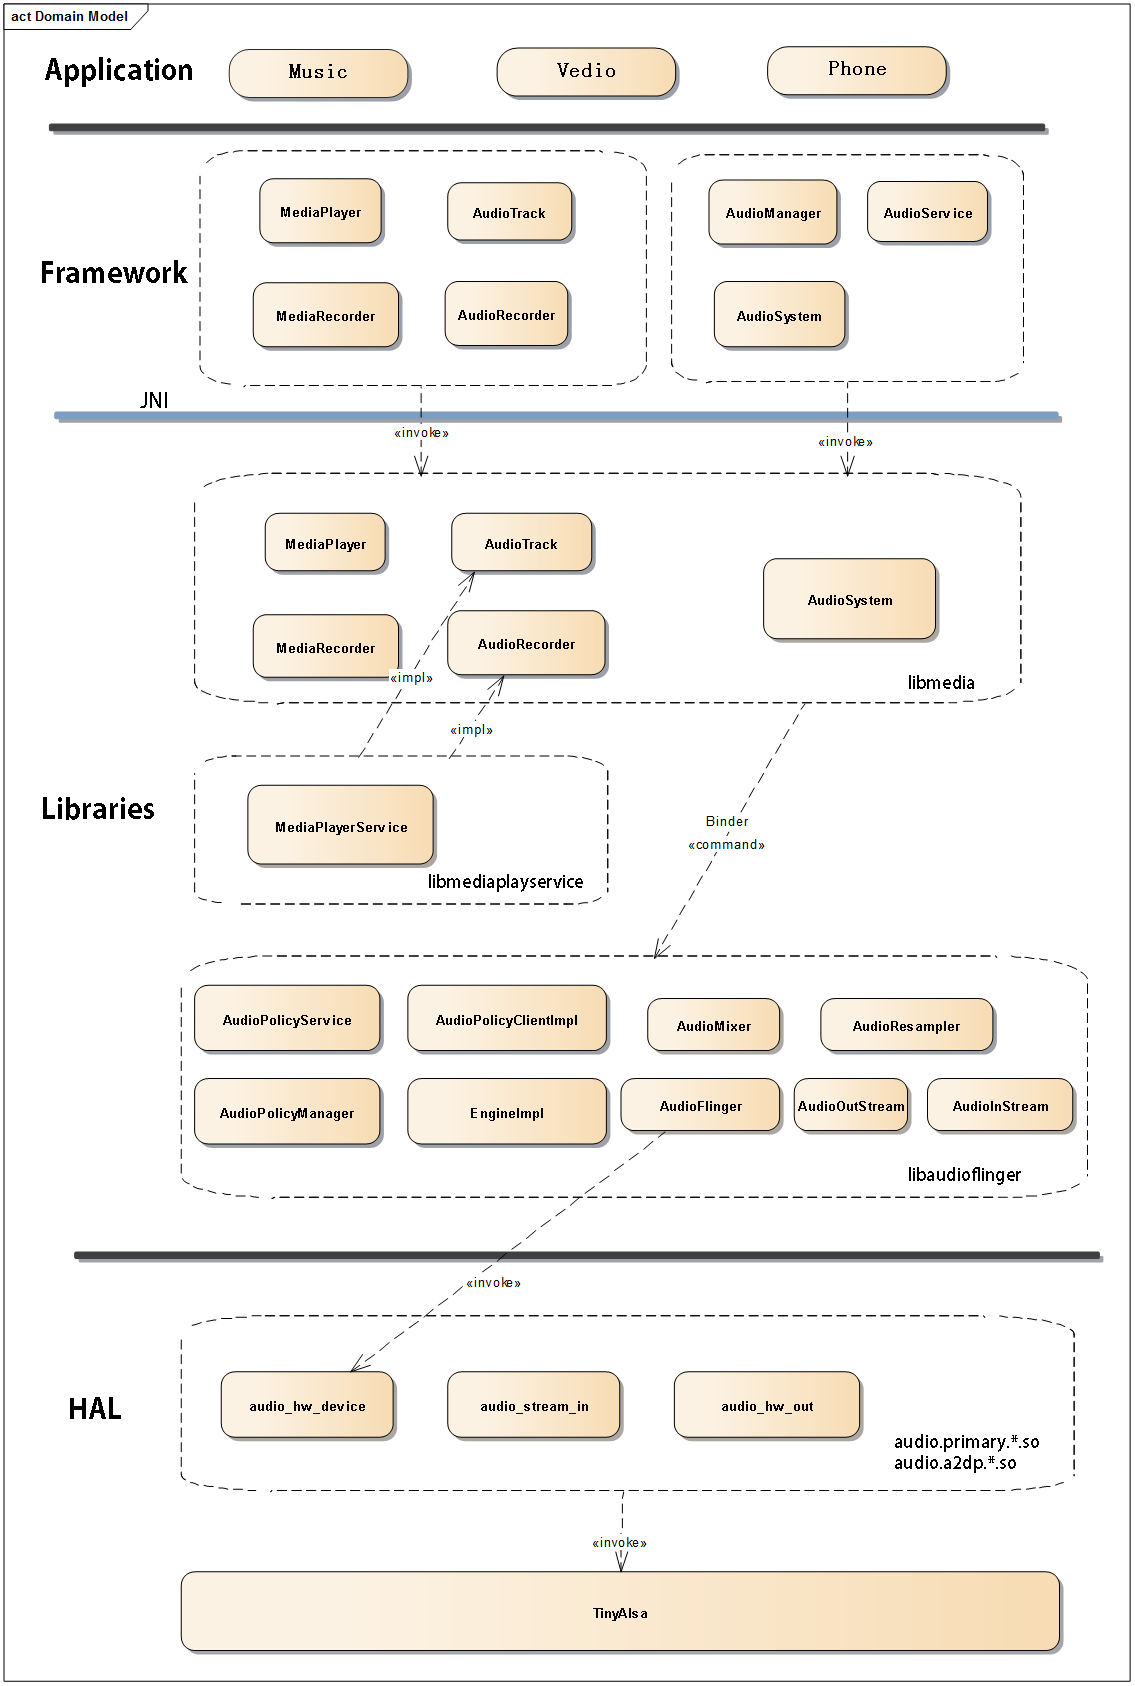 act Domain Model
Application
Music
Vedio
Phone
MediaPlayer
AudioTrack
AudioManager
AudioService
Framework
MediaRecorder
AudioRecorder
AudioSystem
JNI
«invoke»
«invoke»
MediaPlayer
AudioTrack
AudioSystem
MediaRecorder
AudioRecorder
«impl»
libmedia
«impl»
Libraries
MediaPlayerService
Binder
«command»
libmediaplayservice
AudioPolicyService
AudioPolicyClientImpl
AudioMixer
AudioResampler
AudioPolicyManager
EngineImpl
AudioFlinger
AudioOutStream
AudioInStream
libaudioflinger
«invoke»
HAL
audio_hw_device
audio_stream_in
audio_hw_out
audio.primary.*.so
audio.a2dp.*.so
«invoke»
TinyAlsa